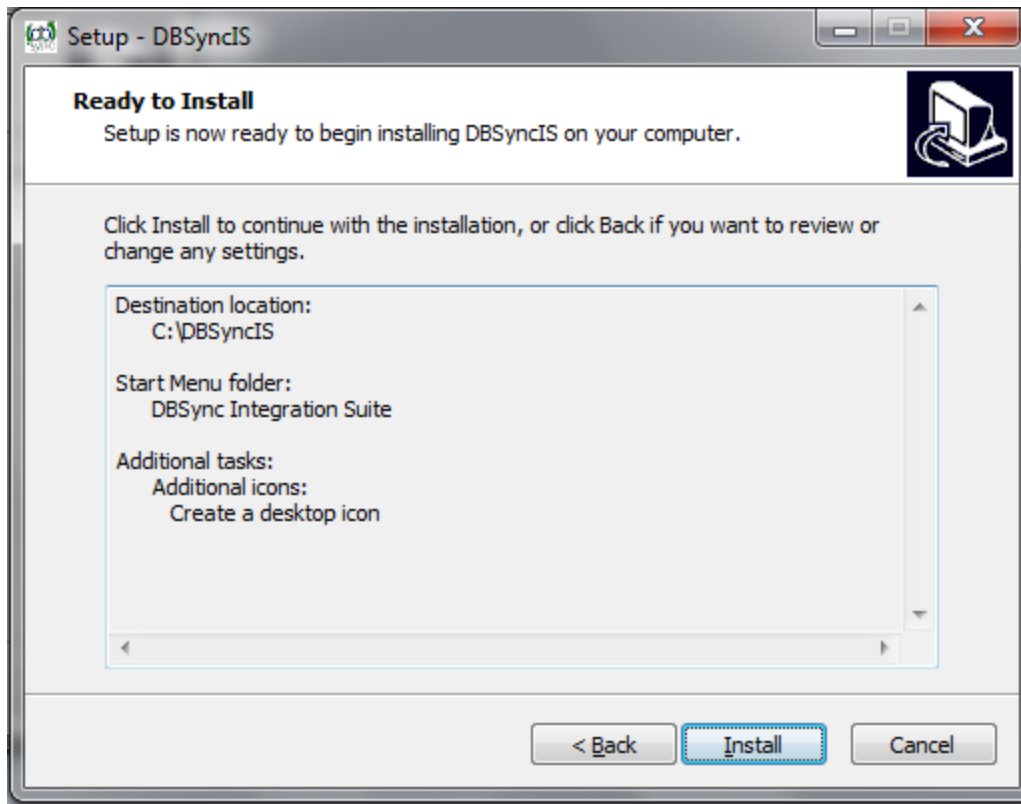 Setup - DBSyncIS
Ready to Install
Setup is now ready to begin installing DBSyncIS on your computer.
Click Install to continue with the installation, or click Back if you want to review or
change any settings.
Destination location:
C:\DBSyncIS
Start Menu folder:
DBSync Integration Suite
Additional tasks:
Additional icons:
Create a desktop icon
< Back
Install
Cancel